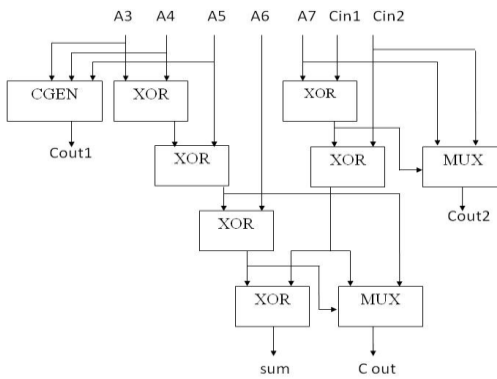 A3 A4 A5 A6 A7 Cin1 Cin2
CGEN XOR XOR
Cout1 XOR XOR MUX
Cout2
XOR
XOR MUX
sum C out